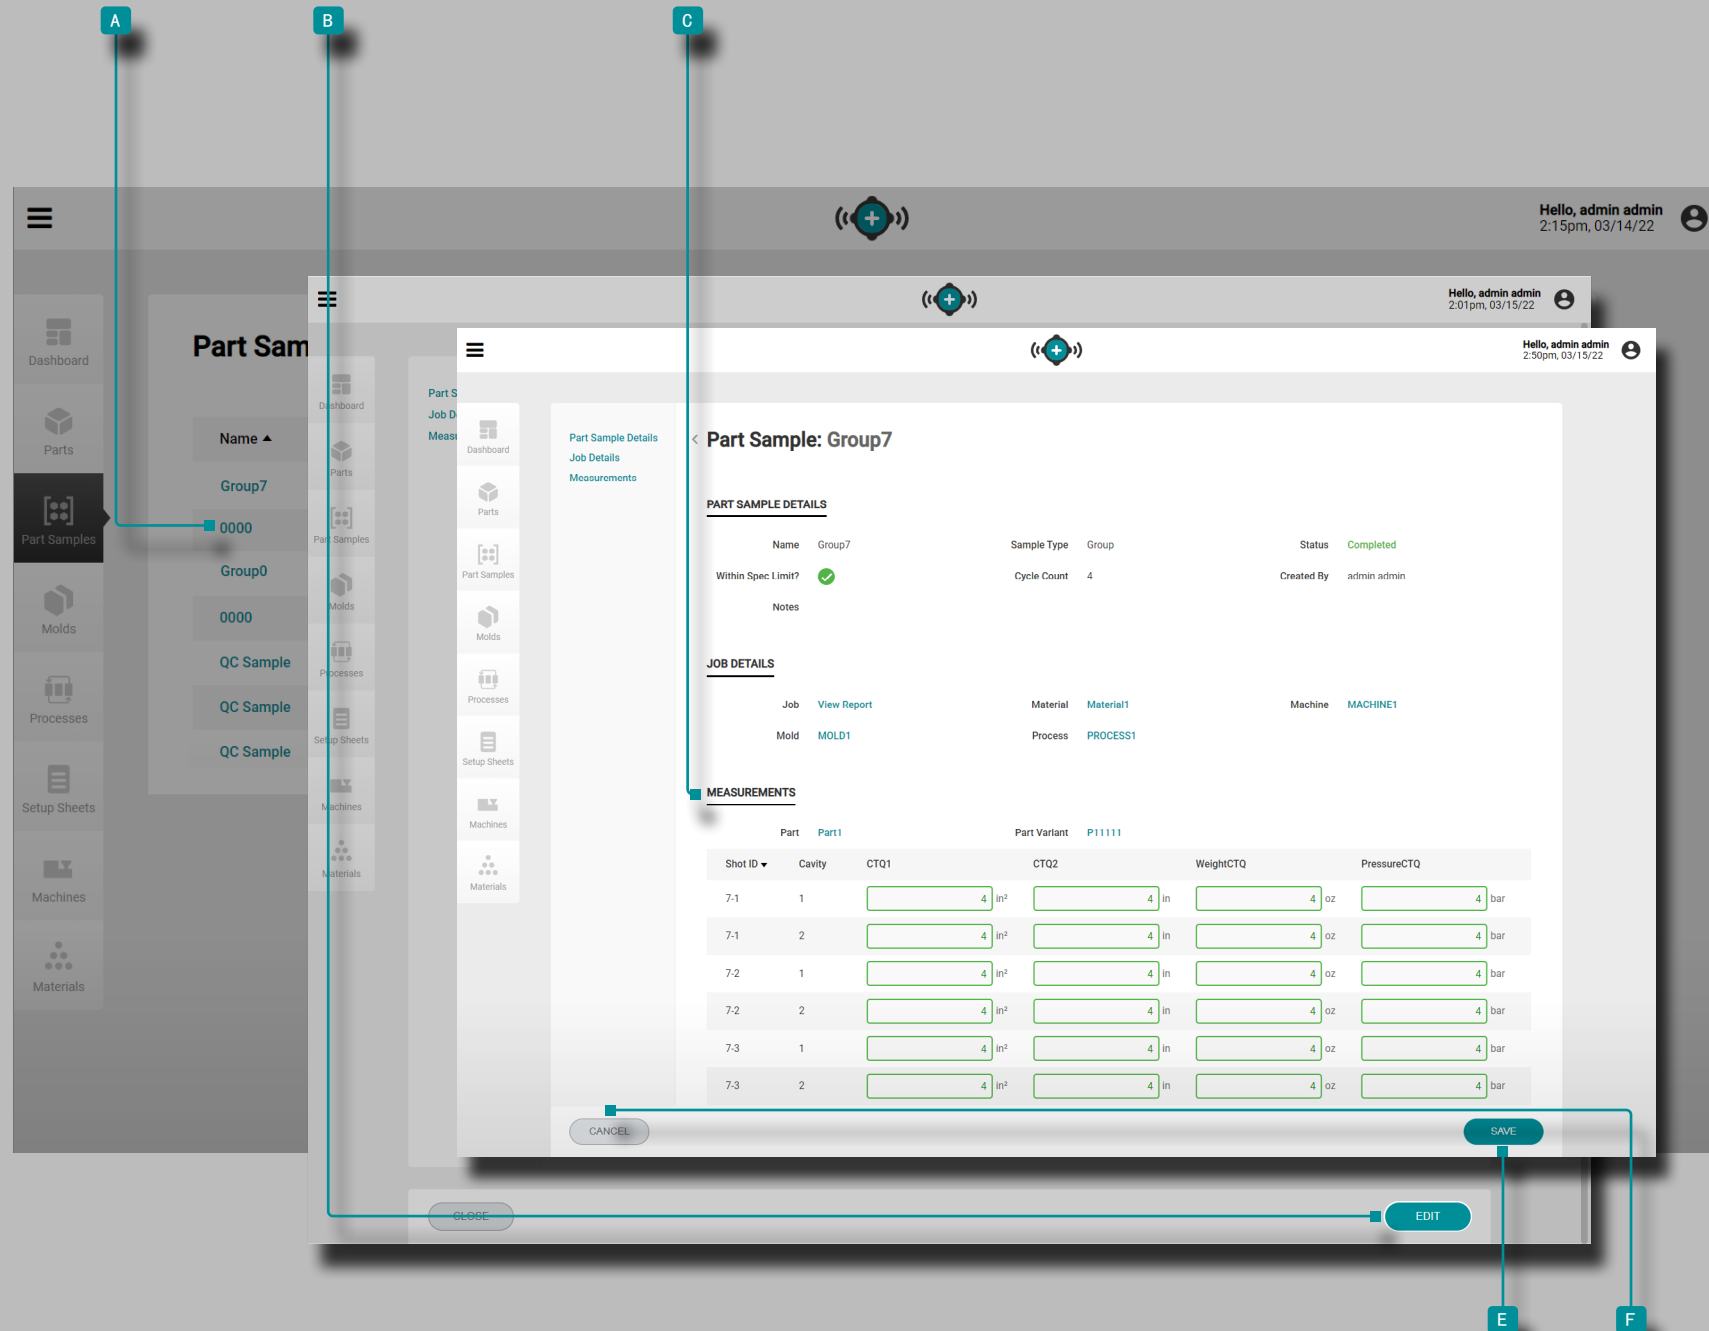 A
B
C
Hello, admin admin
2:15pm, 03/14/22
Dashboard
Parts
Part Samples
Molds
Processes
Setup Sheets
Machines
Materials
Part Sam
Name
Group7
0000
Group0
0000
QC Sample
QC Sample
QC Sample
Hello, admin admin
2:01pm, 03/15/22
Dashboard
Parts
Part Samples
Molds
Processes
Setup Sheets
Machines
Materials
Part S
Job D
Measu
CLOSE
EDIT
Hello, admin admin
2:50pm, 03/15/22
Dashboard
Parts
Part Samples
Molds
Processes
Setup Sheets
Machines
Materials
Part Sample Details
Job Details
Measurements
< Part Sample: Group7
PART SAMPLE DETAILS
Name Group7 Sample Type Group Status Completed
Within Spec Limit? Cycle Count 4 Created By admin admin
Notes
JOB DETAILS
Job View Report Material Material1 Machine MACHINE1
Mold MOLD1 Process PROCESS1
MEASUREMENTS
Part Part1 Part Variant P11111
Shot ID Cavity CTQ1 CTQ2 WeightCTQ PressureCTQ
7-1 1 4 in² 4 in 4 oz 4 bar
7-1 2 4 in² 4 in 4 oz 4 bar
7-2 1 4 in² 4 in 4 oz 4 bar
7-2 2 4 in² 4 in 4 oz 4 bar
7-3 1 4 in² 4 in 4 oz 4 bar
7-3 2 4 in² 4 in 4 oz 4 bar
CANCEL
SAVE
E
F